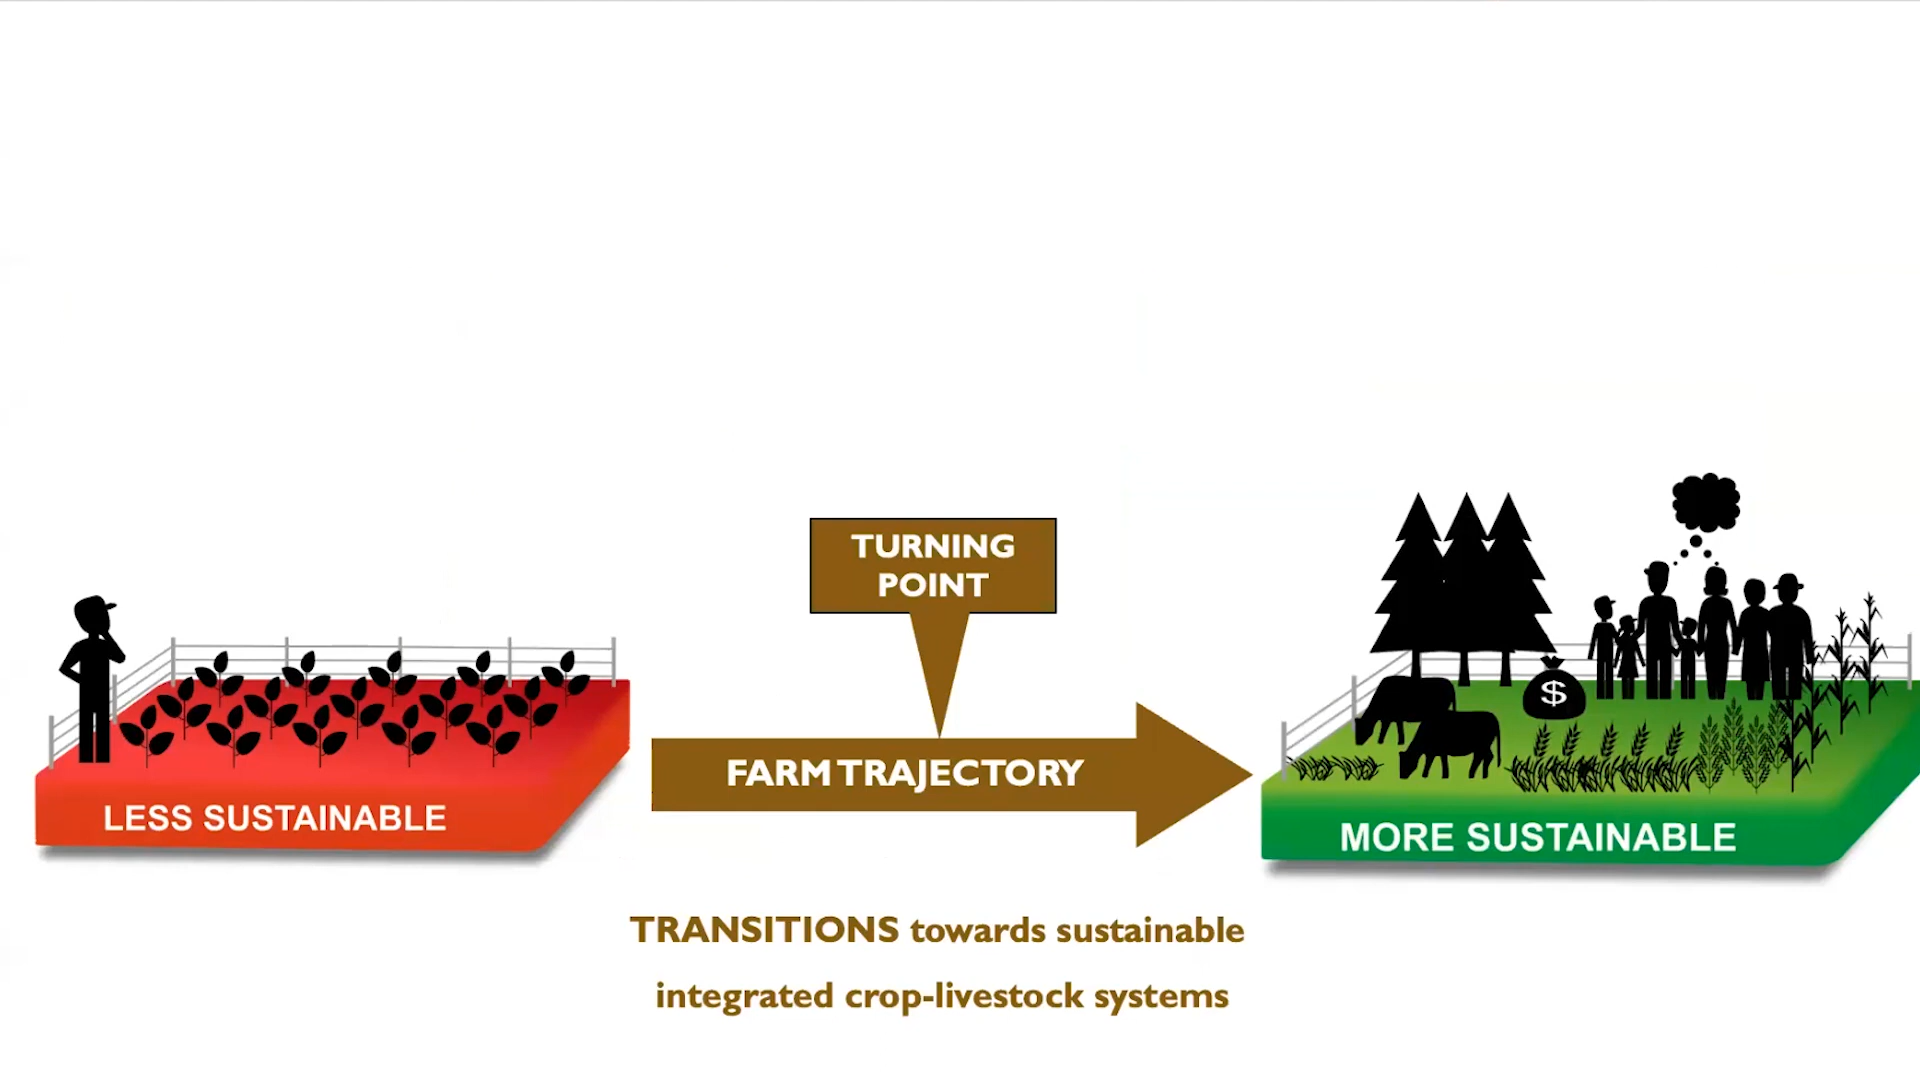 TURNING
POINT
FARM TRAJECTORY
LESS SUSTAINABLE
$
MORE SUSTAINABLE
TRANSITIONS towards sustainable
integrated crop-livestock systems